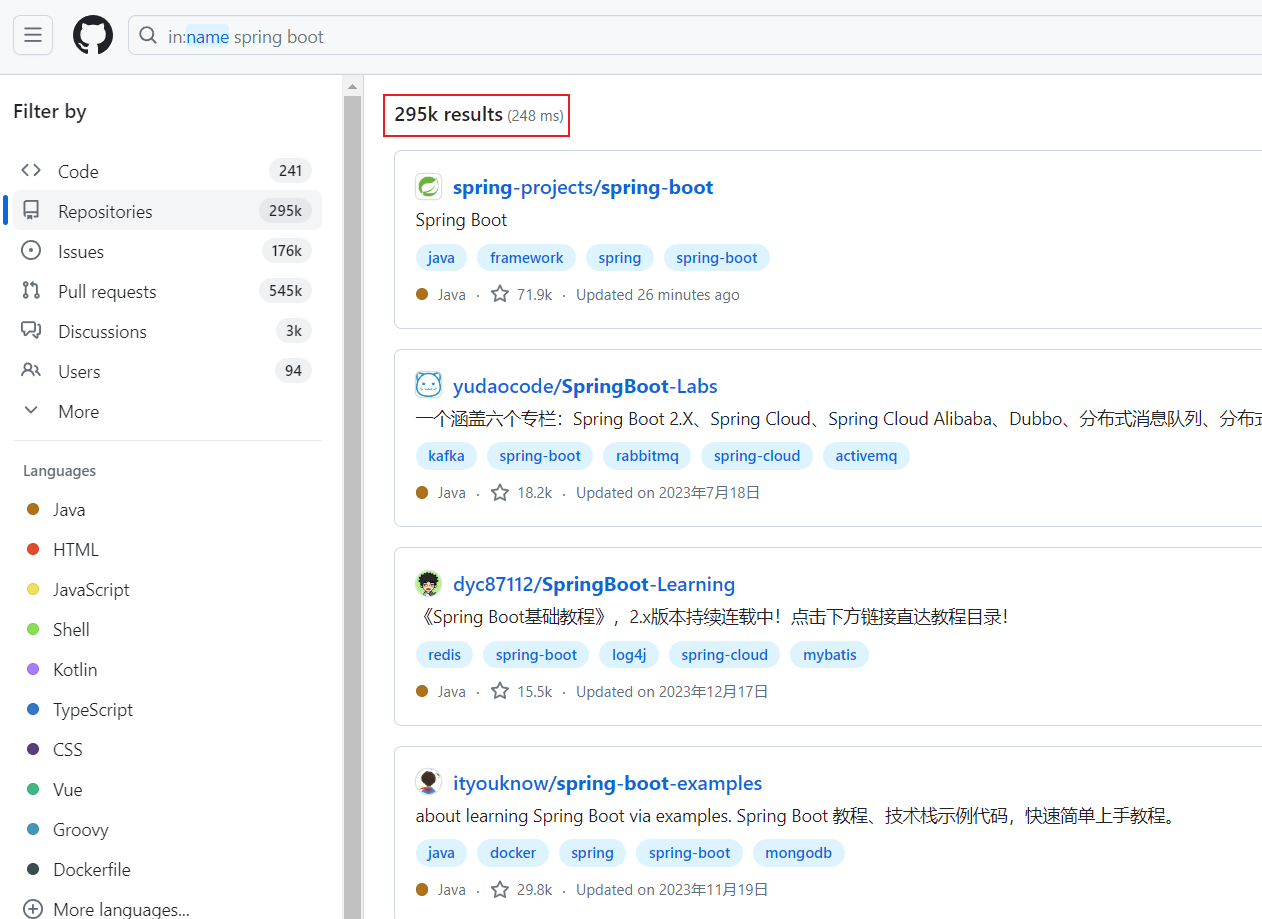 in:name spring boot
Filter by
Code 241
Repositories 295k
Issues 176k
Pull requests 545k
Discussions 3k
Users 94
More
Languages
Java
HTML
JavaScript
Shell
Kotlin
TypeScript
CSS
Vue
Groovy
Dockerfile
More languages...
295k results (248 ms)
spring-projects/spring-boot
Spring Boot
java framework spring spring-boot
Java · 71.9k · Updated 26 minutes ago
yudaocode/SpringBoot-Labs
一个涵盖六个专栏：Spring Boot 2.X、Spring Cloud、Spring Cloud Alibaba、Dubbo、分布式消息队列、分布式
kafka spring-boot rabbitmq spring-cloud activemq
Java · 18.2k · Updated on 2023年7月18日
dyc87112/SpringBoot-Learning
《Spring Boot基础教程》，2.x版本持续连载中！点击下方链接直达教程目录！
redis spring-boot log4j spring-cloud mybatis
Java · 15.5k · Updated on 2023年12月17日
ityouknow/spring-boot-examples
about learning Spring Boot via examples. Spring Boot 教程、技术栈示例代码，快速简单上手教程。
java docker spring spring-boot mongodb
Java · 29.8k · Updated on 2023年11月19日